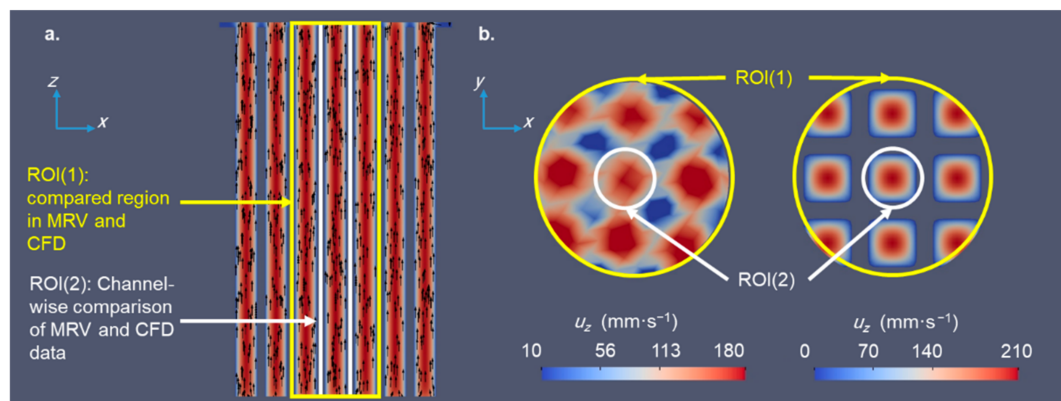 a.
z
x
ROI(1):
compared region
in MRV and
CFD
ROI(2): Channel-
wise comparison
of MRV and CFD
data
b.
y
x
ROI(1)
ROI(2)
u_z (mm·s⁻¹)
10 56 113 180
u_z (mm·s⁻¹)
0 70 140 210